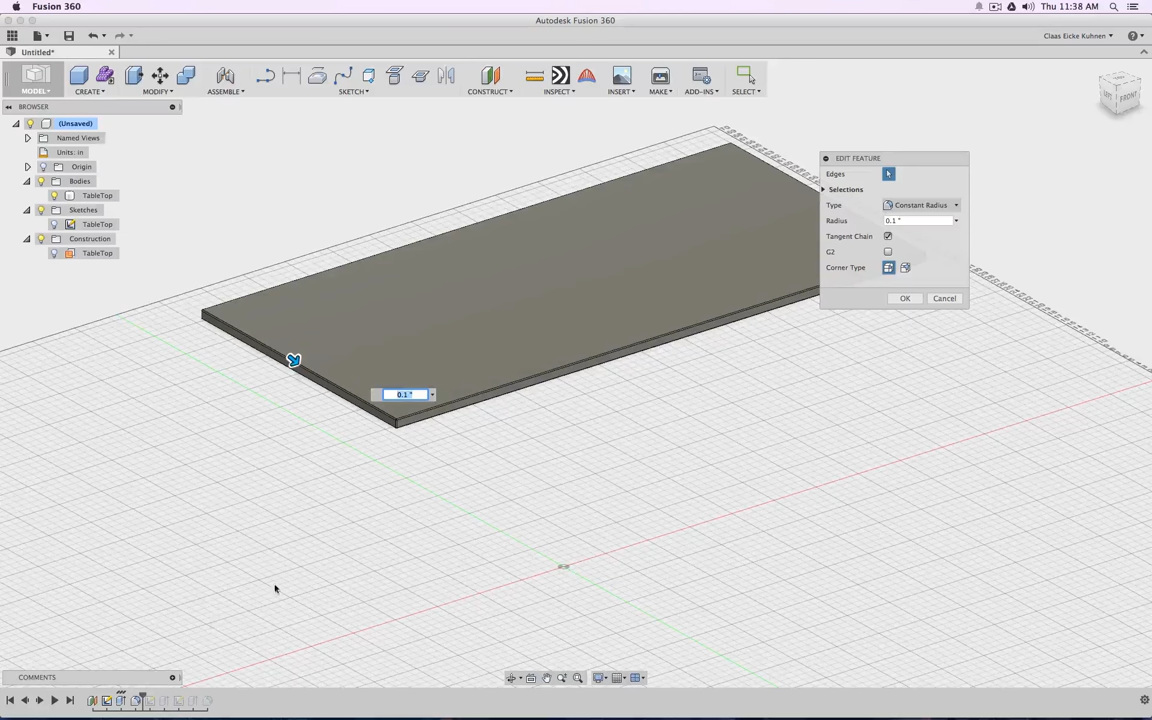 Fusion 360
Thu 11:38 AM
Autodesk Fusion 360
Claas Eicke Kuhnen
Untitled*
MODEL
CREATE
MODIFY
ASSEMBLE
SKETCH
CONSTRUCT
INSPECT
INSERT
MAKE
ADD-INS
SELECT
BROWSER
(Unsaved)
Named Views
Units: in
Origin
Bodies
TableTop
Sketches
TableTop
Construction
TableTop
LEFT
FRONT
EDIT FEATURE
Edges
Selections
Type
Constant Radius
Radius
0.1 "
Tangent Chain
G2
Corner Type
OK
Cancel
0.1 "
COMMENTS